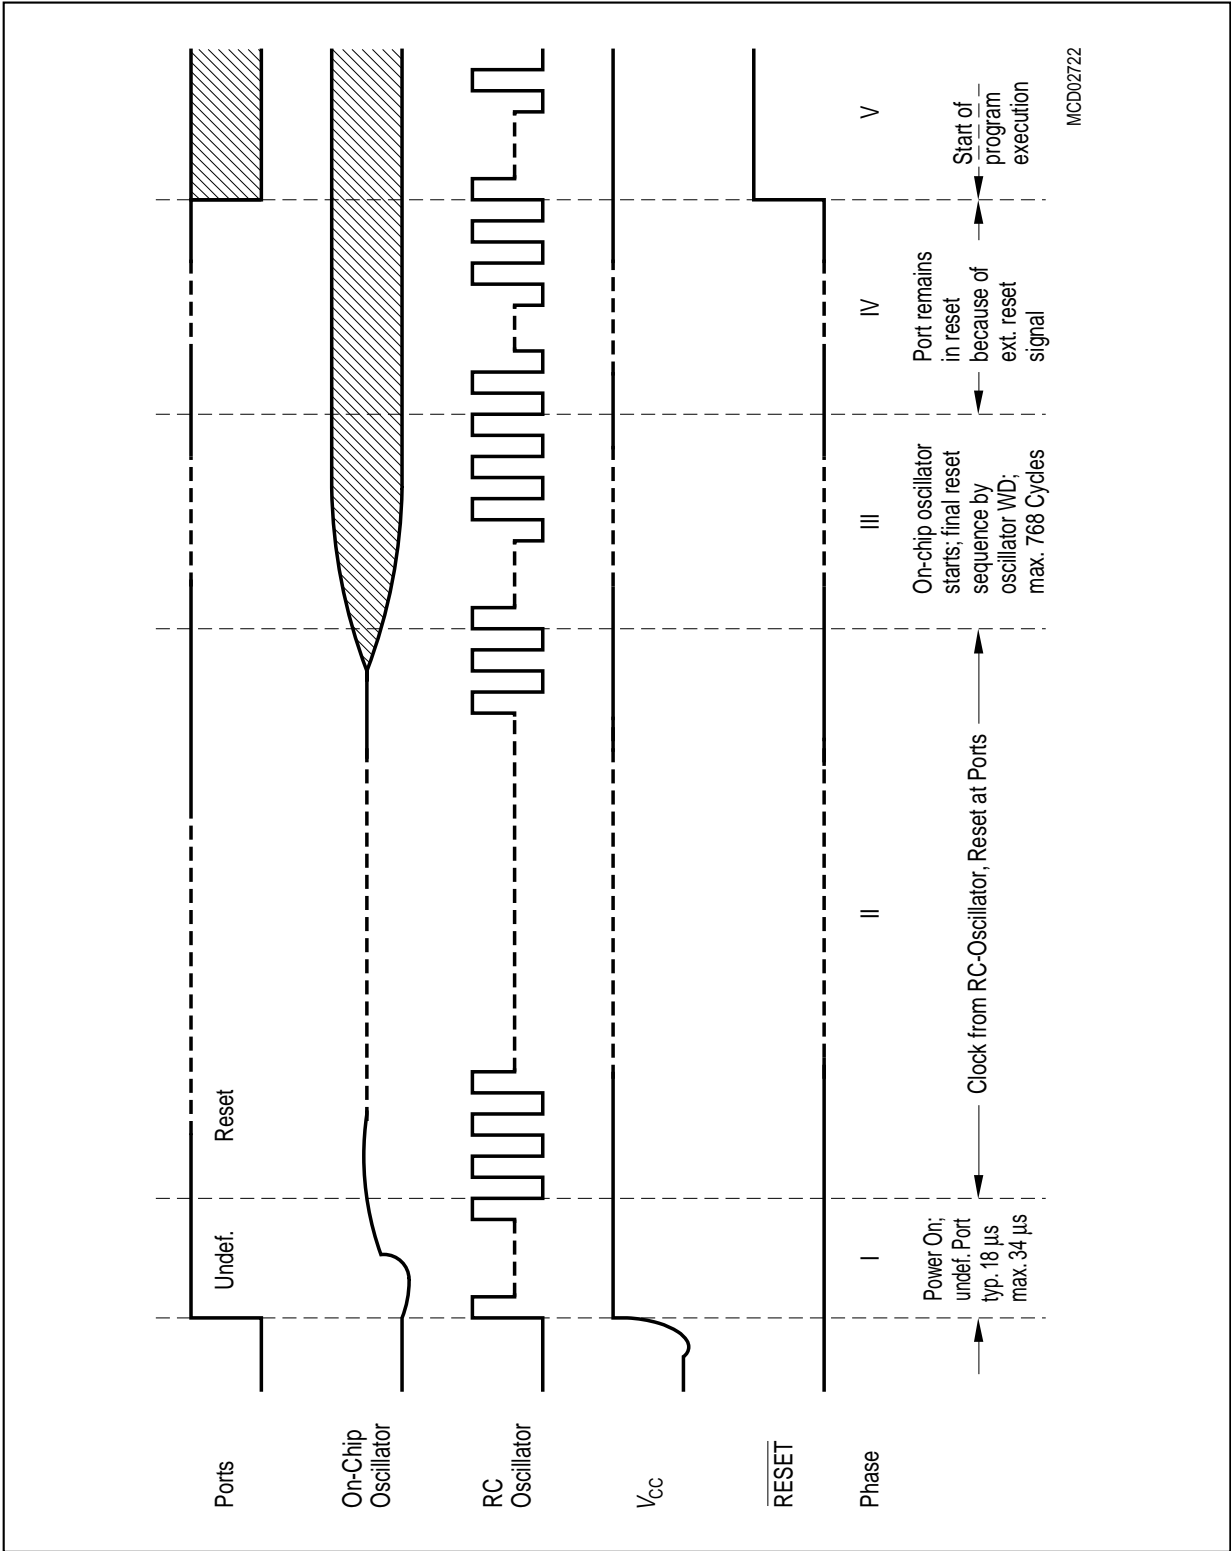 Ports
Undef.
Reset
On-Chip
Oscillator
RC
Oscillator
VCC
RESET
Phase
I
II
III
IV
V
Power On;
undef. Port
typ. 18 µs
max. 34 µs
Clock from RC-Oscillator, Reset at Ports
On-chip oscillator
starts; final reset
sequence by
oscillator WD;
max. 768 Cycles
Port remains
in reset
because of
ext. reset
signal
Start of
program
execution
MCD02722